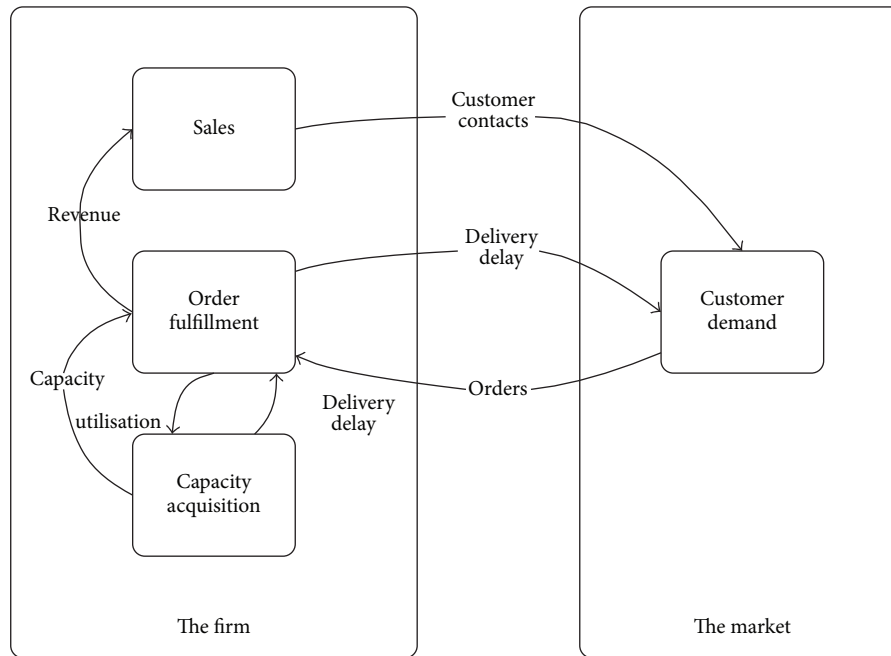 Sales
Customer
contacts
Revenue
Order
fulfillment
Delivery
delay
Customer
demand
Capacity
utilisation
Delivery
delay
Orders
Capacity
acquisition
The firm
The market